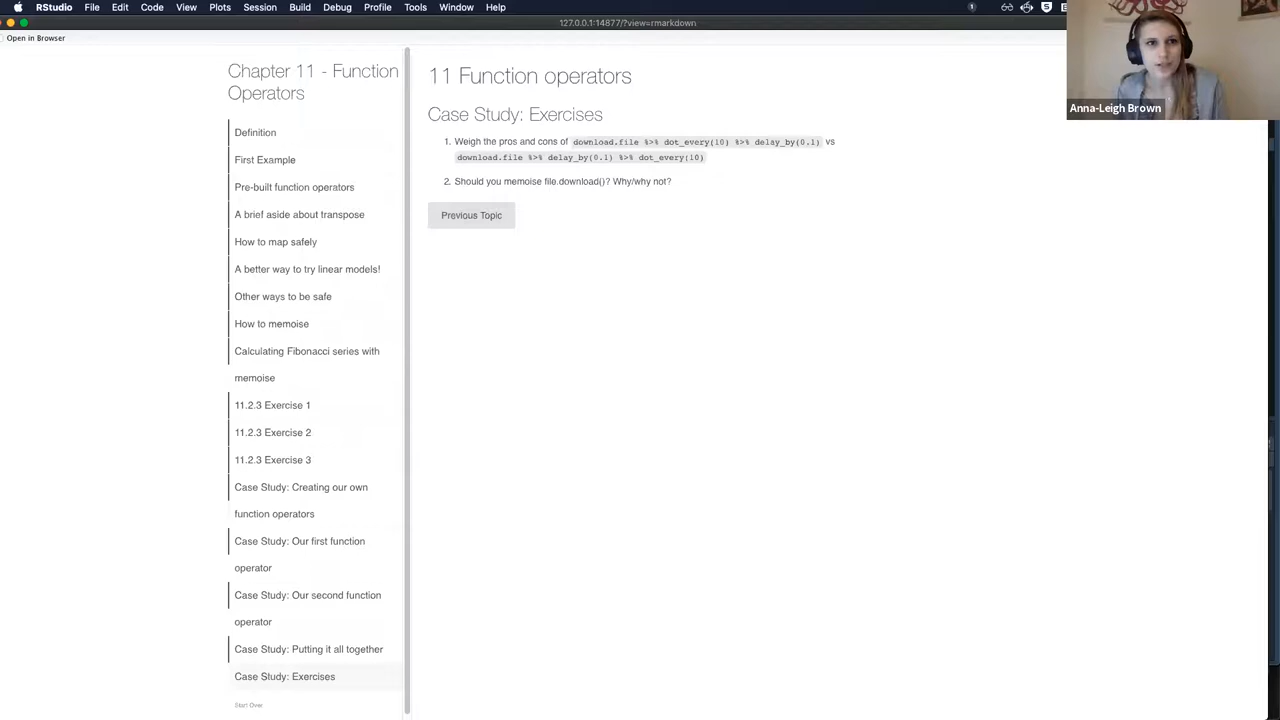 RStudio File Edit Code View Plots Session Build Debug Profile Tools Window Help
127.0.0.1:14877/?view=rmarkdown
Open in Browser
Anna-Leigh Brown
Chapter 11 - Function
Operators
Definition
First Example
Pre-built function operators
A brief aside about transpose
How to map safely
A better way to try linear models!
Other ways to be safe
How to memoise
Calculating Fibonacci series with
memoise
11.2.3 Exercise 1
11.2.3 Exercise 2
11.2.3 Exercise 3
Case Study: Creating our own
function operators
Case Study: Our first function
operator
Case Study: Our second function
operator
Case Study: Putting it all together
Case Study: Exercises
Start Over
11 Function operators
Case Study: Exercises
1. Weigh the pros and cons of download.file %>% dot_every(10) %>% delay_by(0.1) vs
download.file %>% delay_by(0.1) %>% dot_every(10)
2. Should you memoise file.download()? Why/why not?
Previous Topic